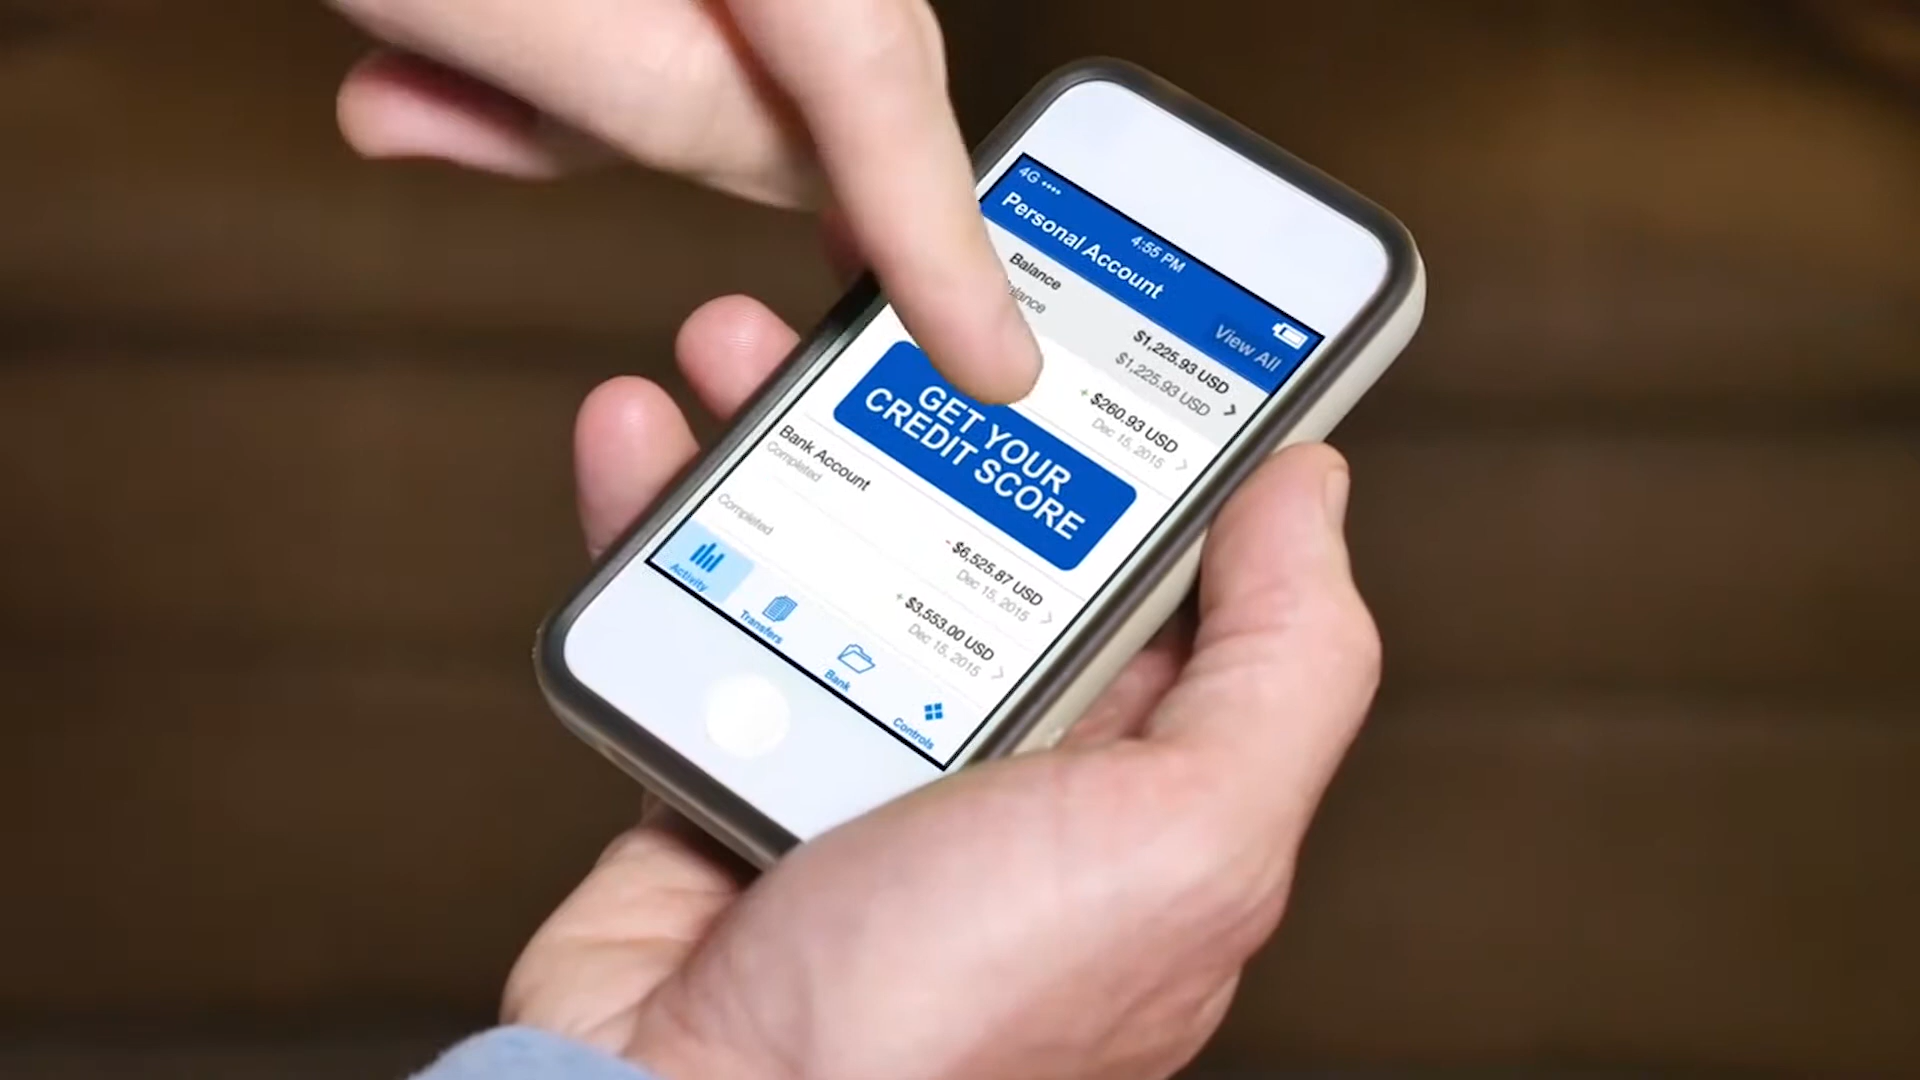 4G
4:55 PM
Personal Account
View All
Balance
$1,225.93 USD
$1,225.93 USD
+ $260.93 USD
Dec 15, 2015
GET YOUR
CREDIT SCORE
Bank Account
Completed
- $6,525.87 USD
Dec 15, 2015
Completed
+ $3,553.00 USD
Dec 15, 2015
Activity
Transfers
Bank
Controls